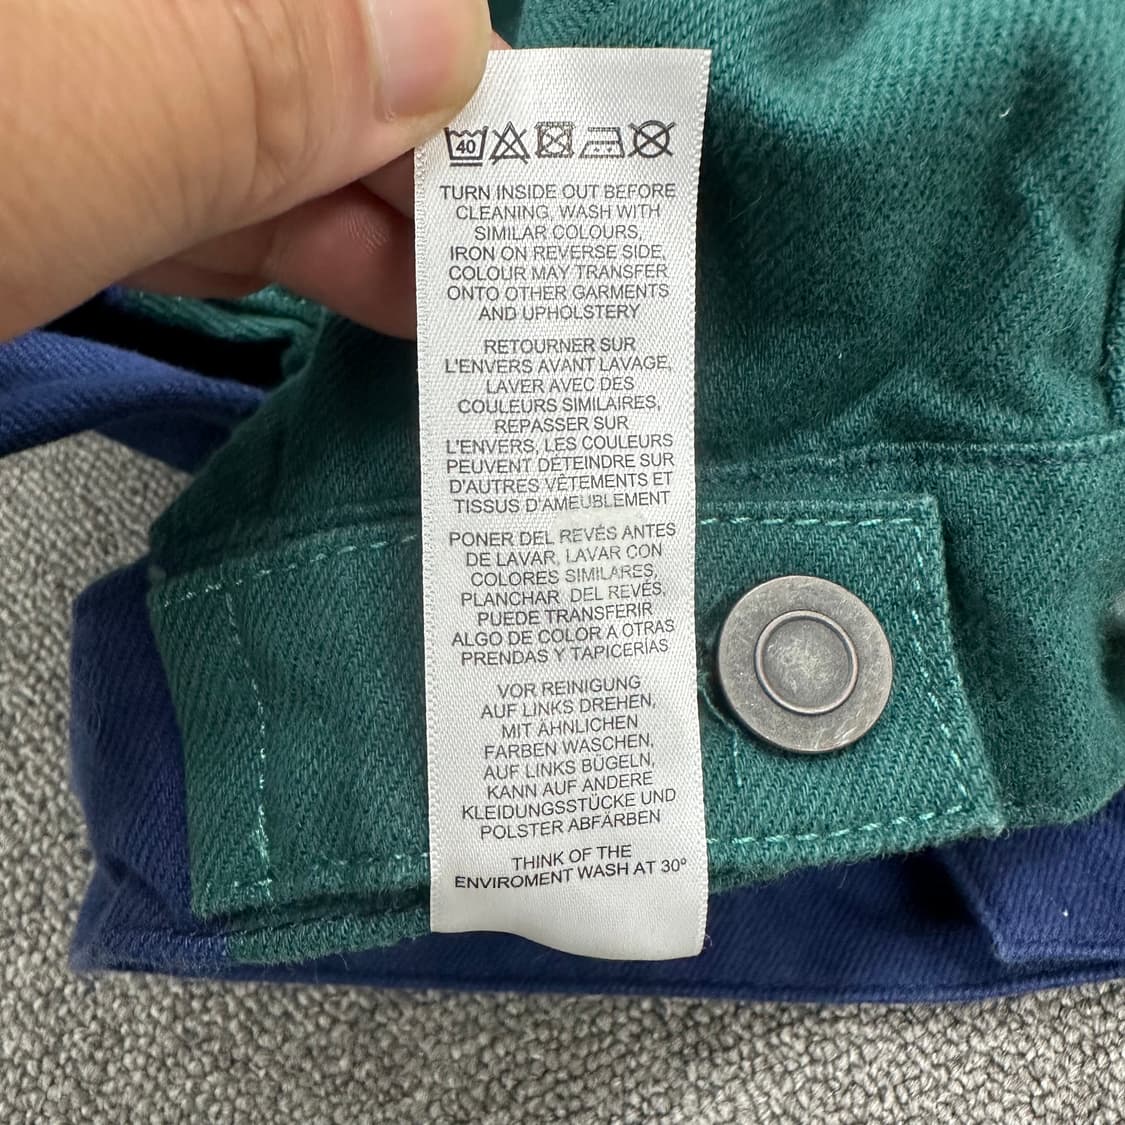 40
TURN INSIDE OUT BEFORE
CLEANING, WASH WITH
SIMILAR COLOURS,
IRON ON REVERSE SIDE,
COLOUR MAY TRANSFER
ONTO OTHER GARMENTS
AND UPHOLSTERY
RETOURNER SUR
L'ENVERS AVANT LAVAGE,
LAVER AVEC DES
COULEURS SIMILAIRES,
REPASSER SUR
L'ENVERS, LES COULEURS
PEUVENT DÉTEINDRE SUR
D'AUTRES VÊTEMENTS ET
TISSUS D'AMEUBLEMENT
PONER DEL REVÉS ANTES
DE LAVAR, LAVAR CON
COLORES SIMILARES,
PLANCHAR DEL REVÉS,
PUEDE TRANSFERIR
ALGO DE COLOR A OTRAS
PRENDAS Y TAPICERÍAS
VOR REINIGUNG
AUF LINKS DREHEN,
MIT ÄHNLICHEN
FARBEN WASCHEN,
AUF LINKS BÜGELN,
KANN AUF ANDERE
KLEIDUNGSSTÜCKE UND
POLSTER ABFÄRBEN
THINK OF THE
ENVIROMENT WASH AT 30º